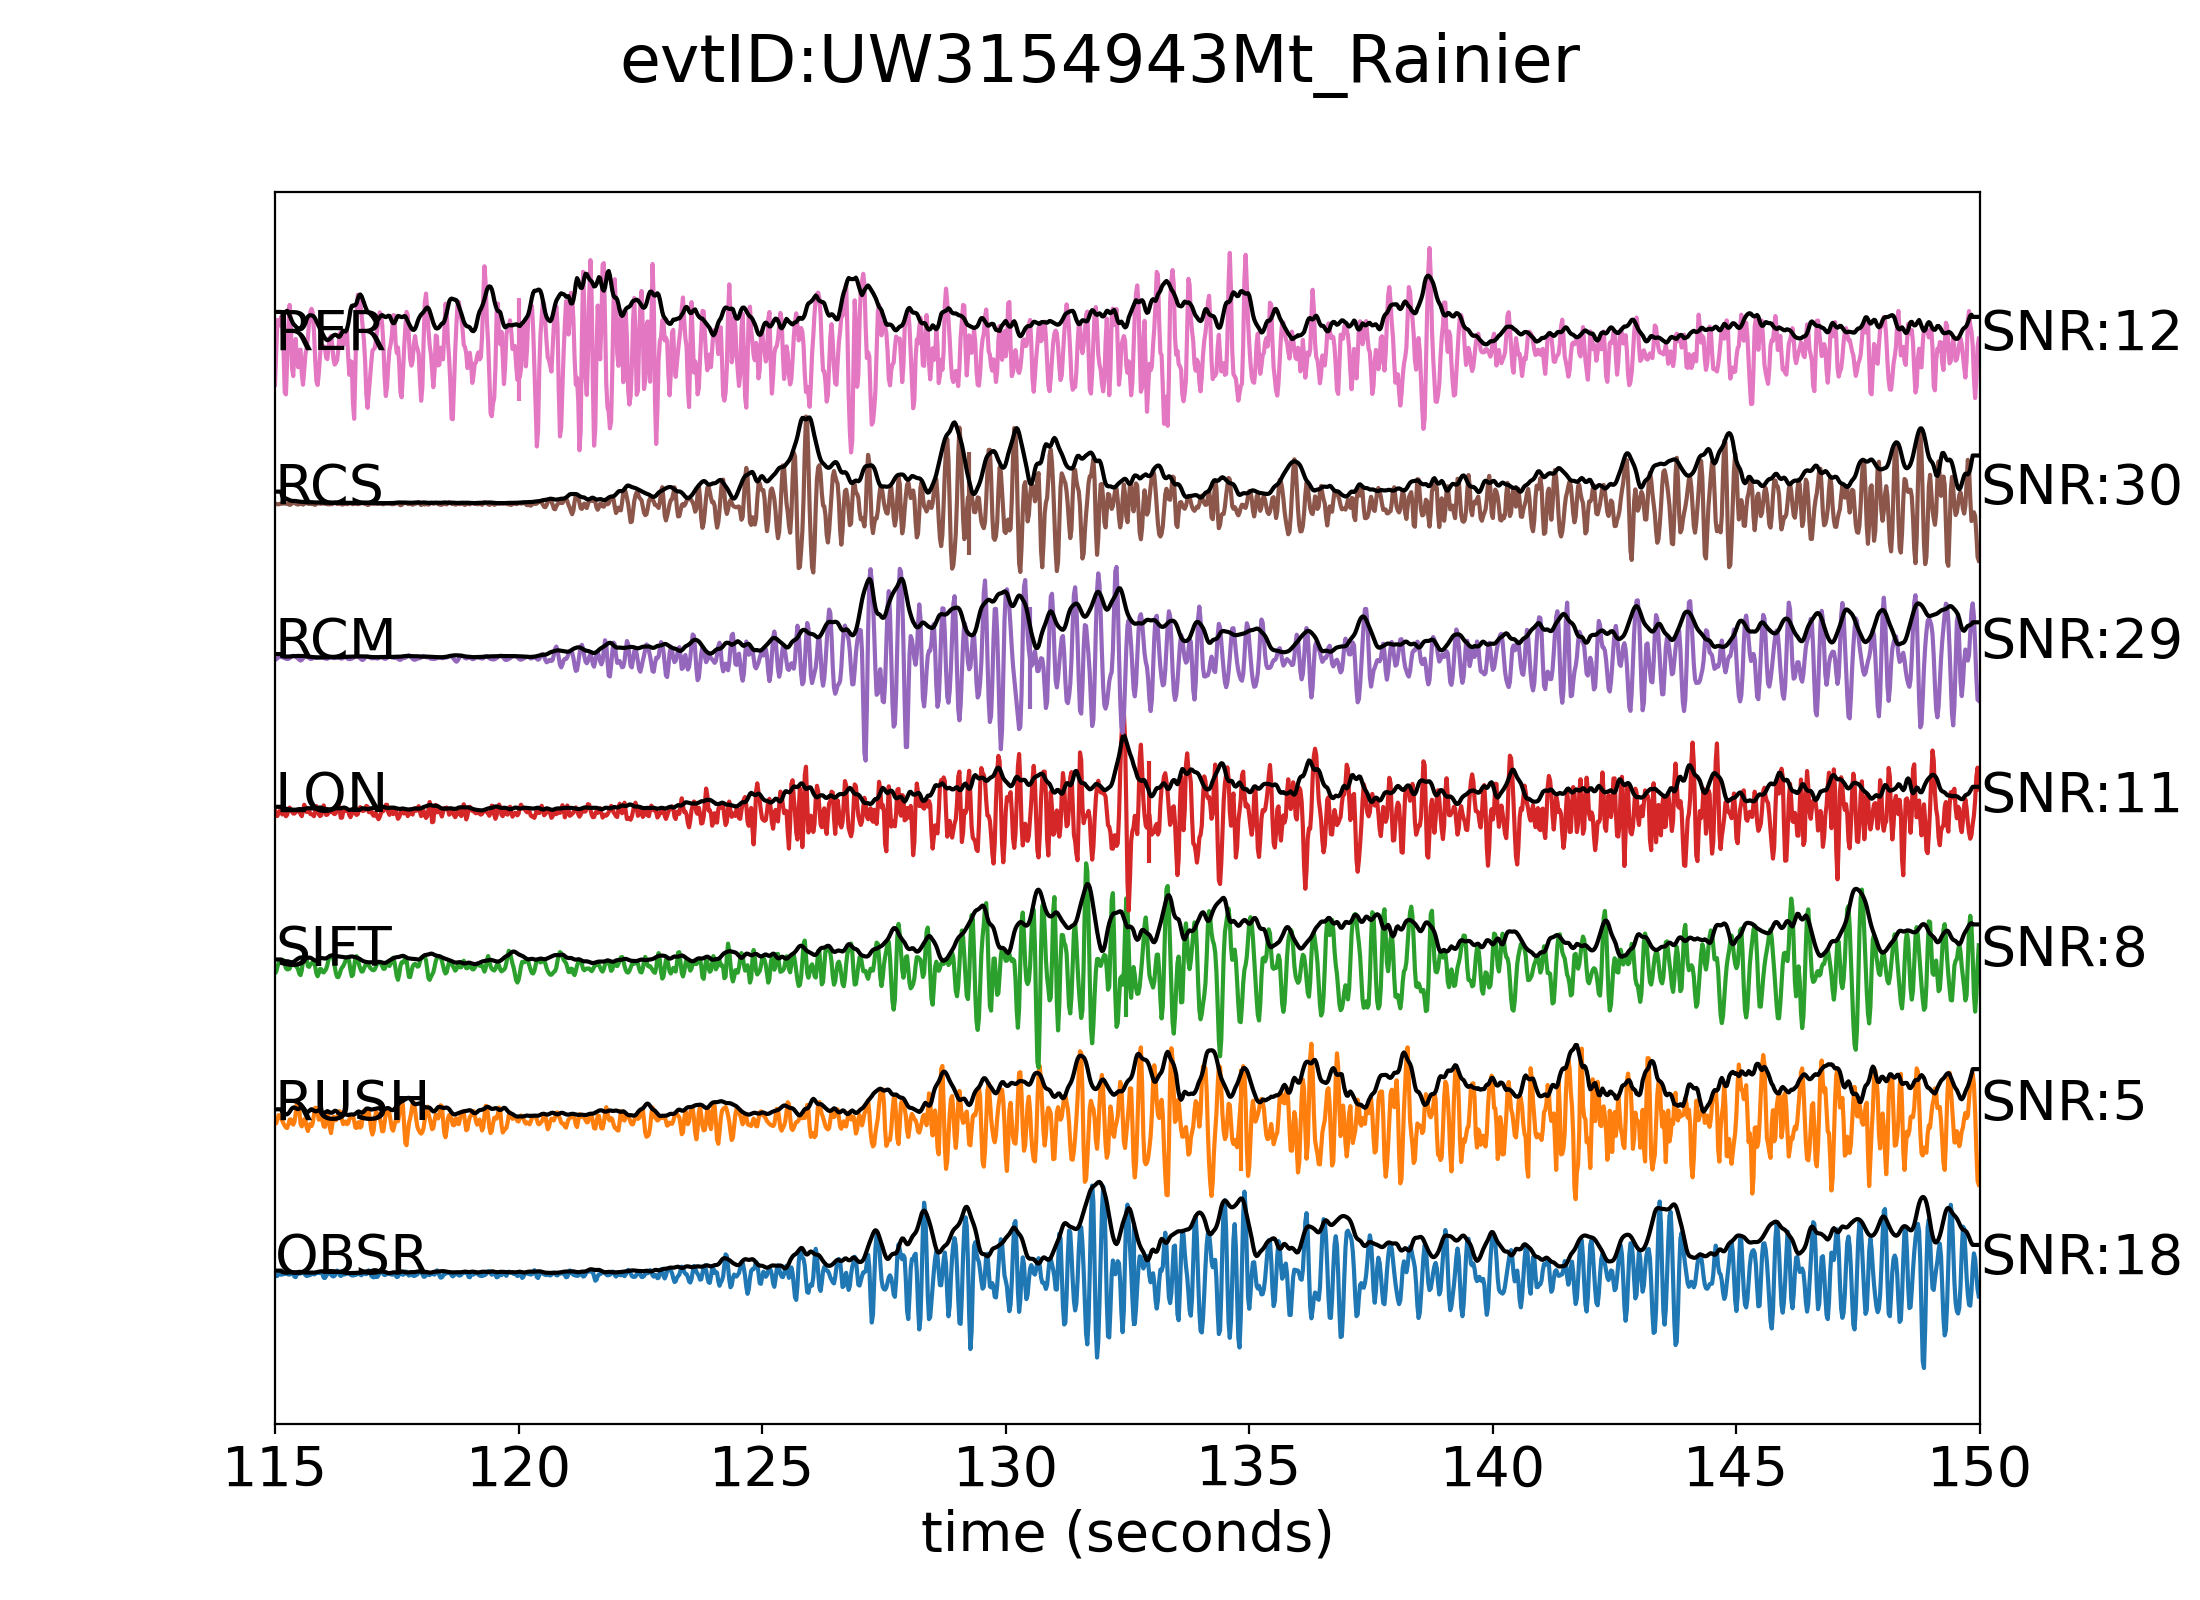 evtID:UW3154943Mt_Rainier
RER SNR:12
RCS SNR:30
RCM SNR:29
LON SNR:11
SIFT SNR:8
RUSH SNR:5
OBSR SNR:18
115 120 125 130 135 140 145 150
time (seconds)